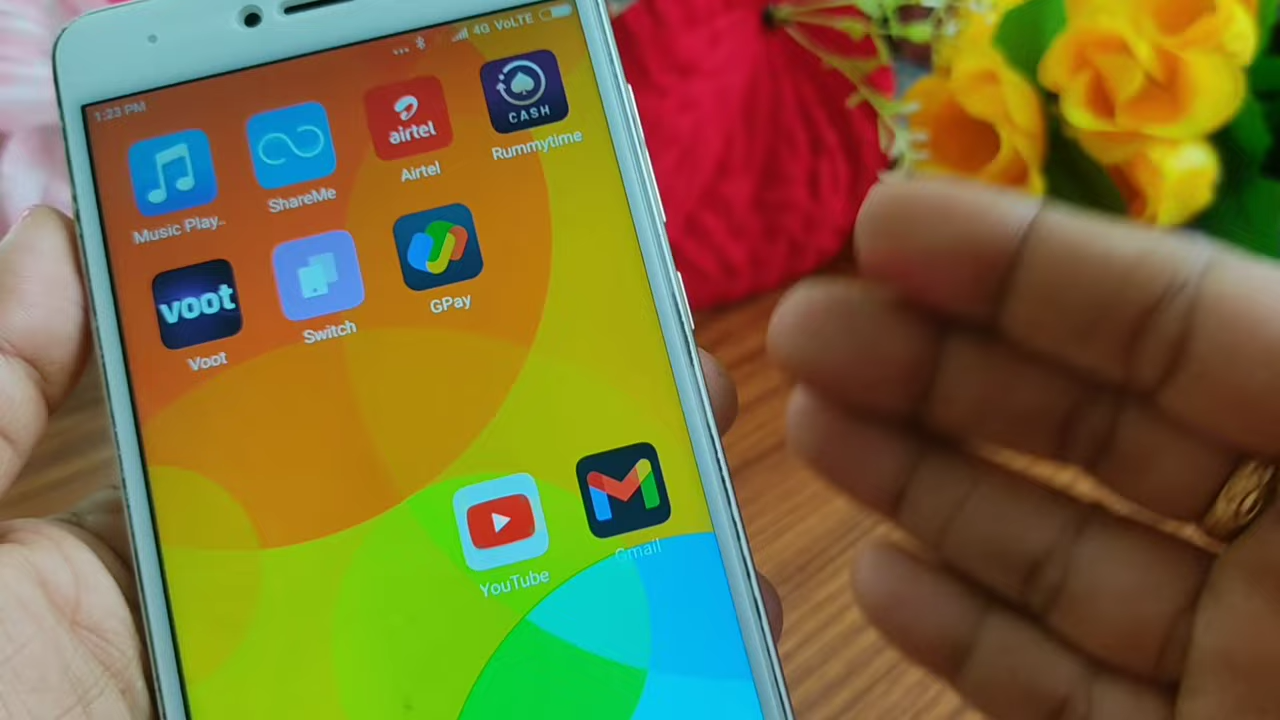 1:23 PM
4G VoLTE
Music Play..
ShareMe
airtel
Airtel
CASH
Rummytime
voot
Voot
Switch
GPay
YouTube
Gmail